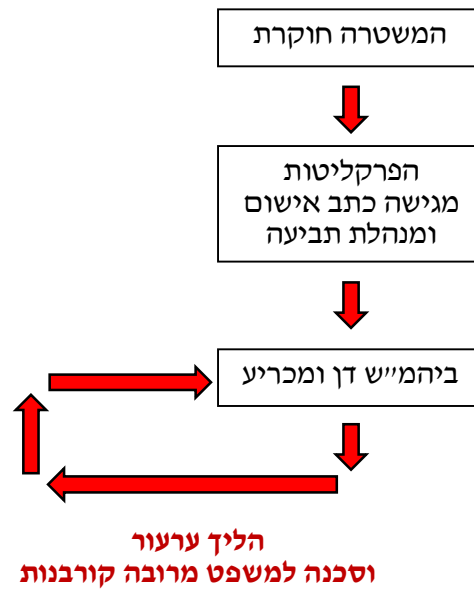 המשטרה חוקרת
הפרקליטות
מגישה כתב אישום
ומנהלת תביעה
ביהמ״ש דן ומכריע
הליך ערעור
וסכנה למשפט מרובה קורבנות